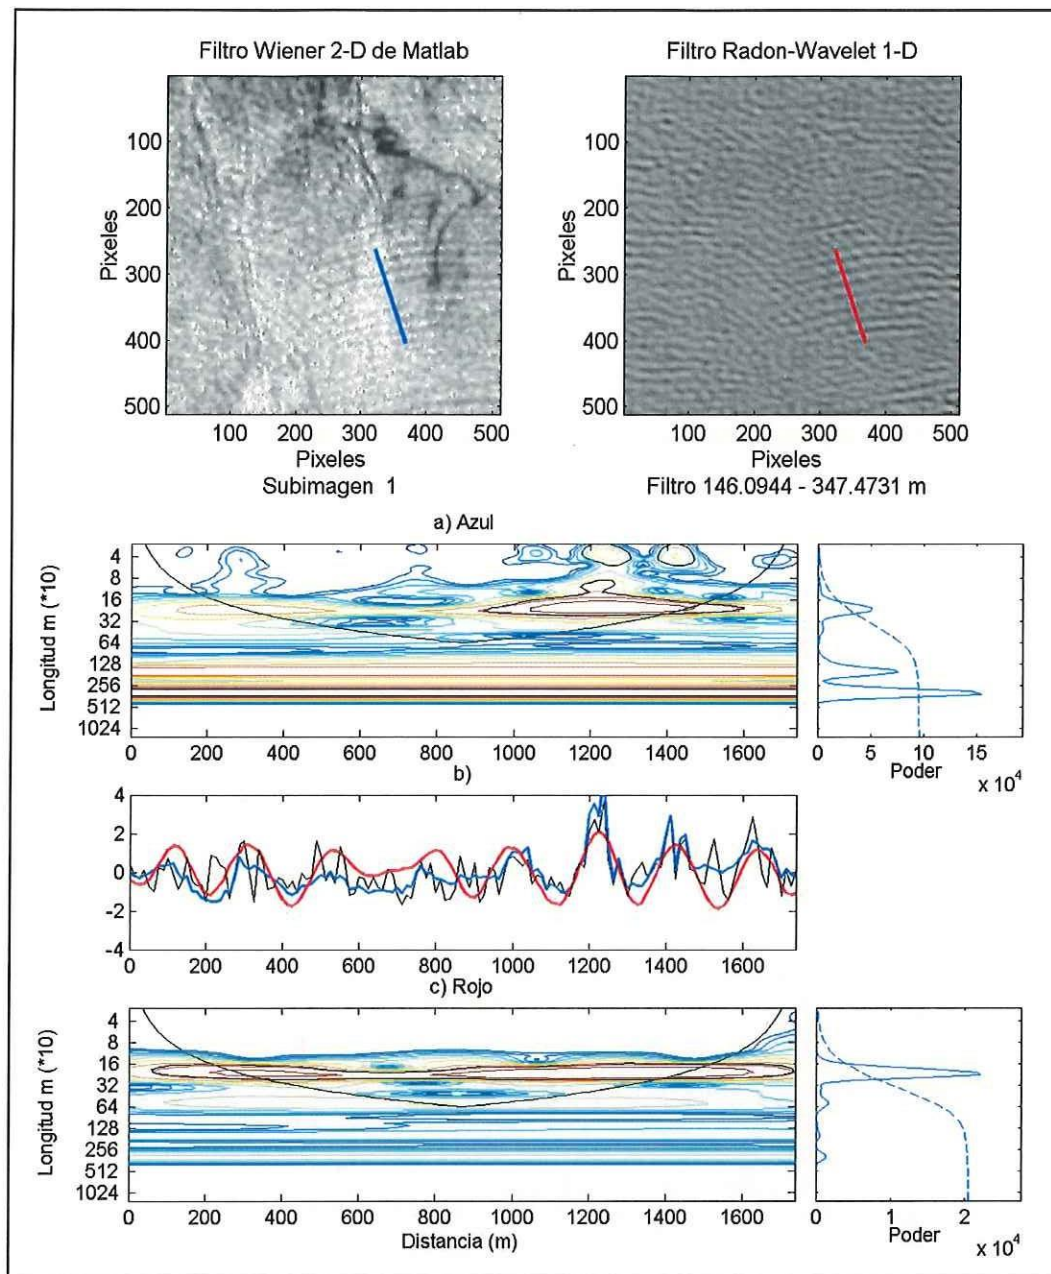 Filtro Wiener 2-D de Matlab
Filtro Radon-Wavelet 1-D
Pixeles
100
200
300
400
500
100 200 300 400 500
Pixeles
Subimagen 1
Pixeles
100
200
300
400
500
100 200 300 400 500
Pixeles
Filtro 146.0944 - 347.4731 m
a) Azul
Longitud m (*10)
4
8
16
32
64
128
256
512
1024
0 200 400 600 800 1000 1200 1400 1600
0 5 10 15
Poder
x 10^4
b)
4
2
0
-2
-4
0 200 400 600 800 1000 1200 1400 1600
c) Rojo
Longitud m (*10)
4
8
16
32
64
128
256
512
1024
0 200 400 600 800 1000 1200 1400 1600
Distancia (m)
0 1 2
Poder
x 10^4